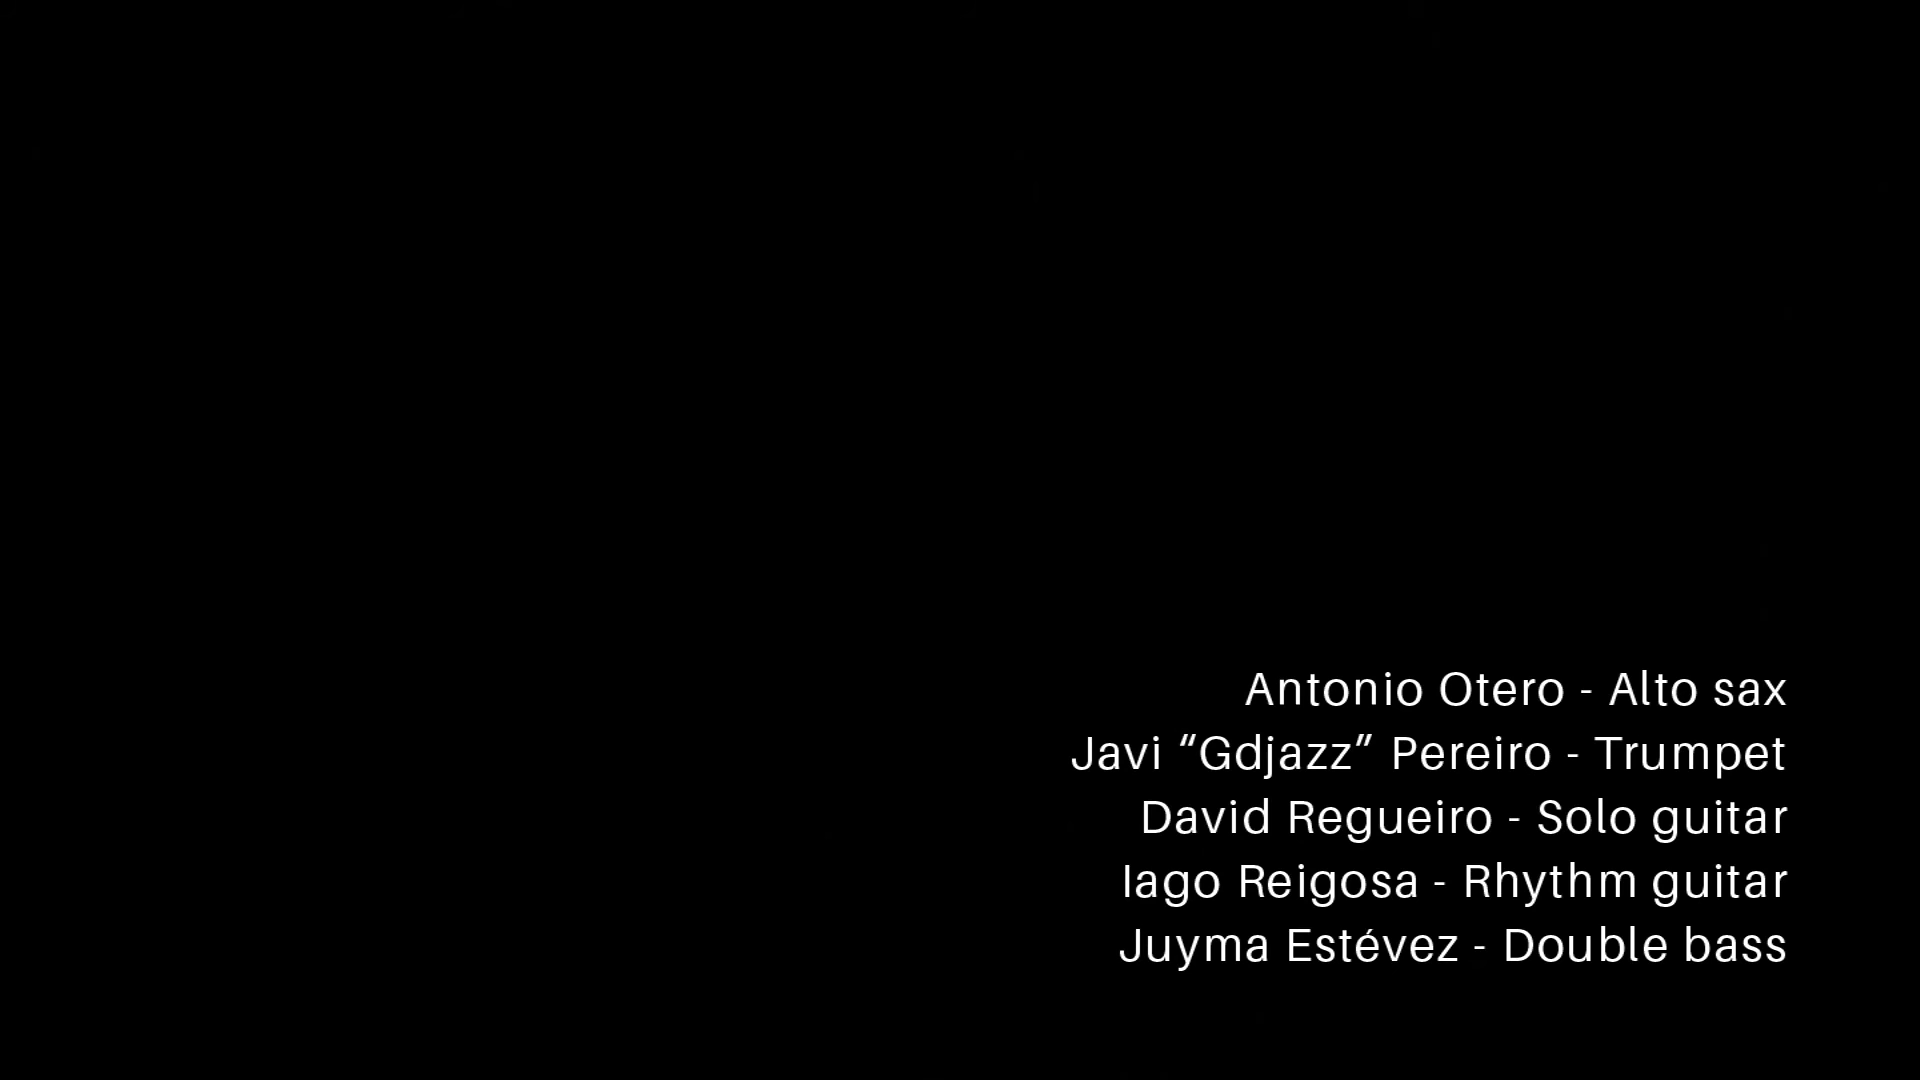 Antonio Otero - Alto sax
Javi “Gdjazz” Pereiro - Trumpet
David Regueiro - Solo guitar
Iago Reigosa - Rhythm guitar
Juyma Estévez - Double bass